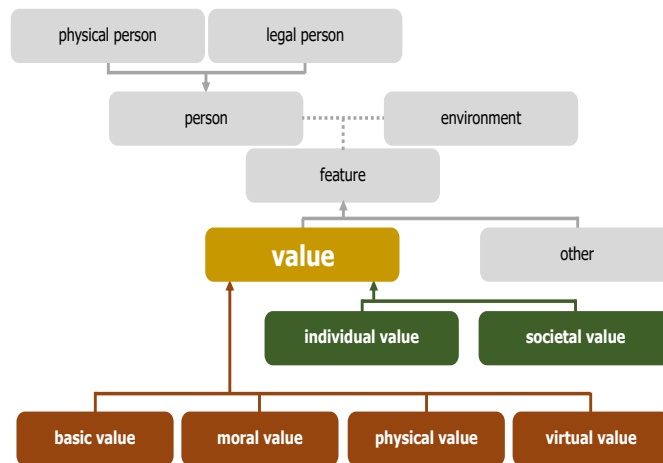 physical person
legal person
person
environment
feature
value
other
individual value
societal value
basic value
moral value
physical value
virtual value